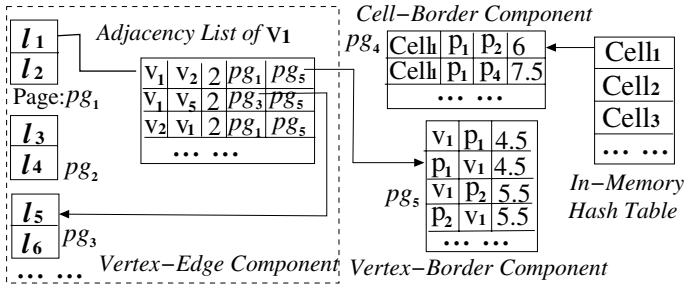 l1
l2
Page:pg1
l3
l4
pg2
l5
l6
pg3
... ...
Adjacency List of V1
v1 v2 2 pg1 pg5
v1 v5 2 pg3 pg5
v2 v1 2 pg1 pg5
... ...
Vertex−Edge Component
Cell−Border Component
pg4
Cell1 p1 p2 6
Cell1 p1 p4 7.5
... ...
v1 p1 4.5
p1 v1 4.5
v1 p2 5.5
p2 v1 5.5
... ...
pg5
Vertex−Border Component
Cell1
Cell2
Cell3
... ...
In−Memory
Hash Table